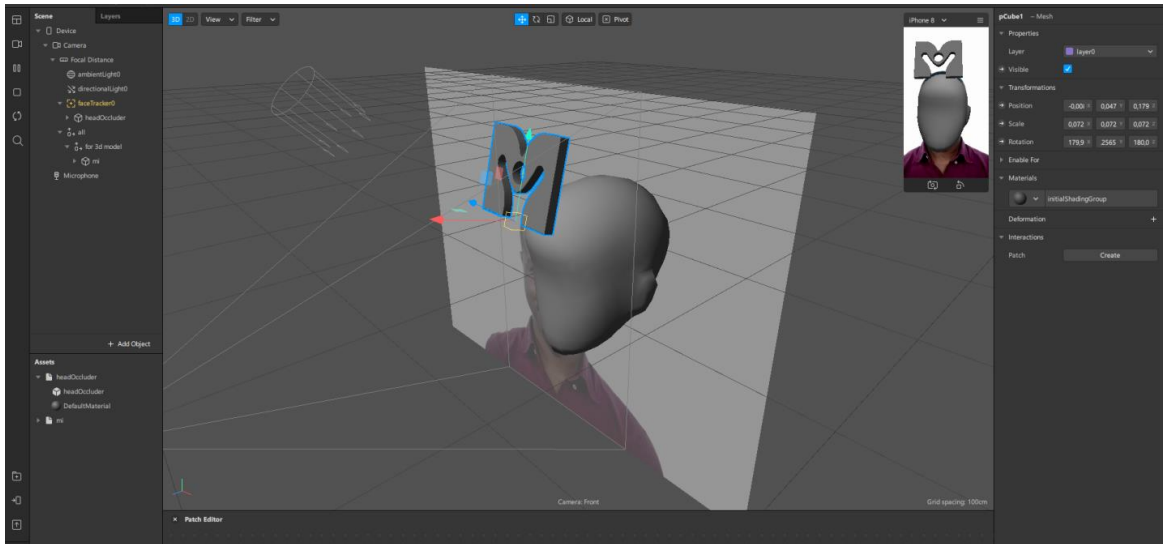 Scene Layers
Device
Camera
Focal Distance
ambientLight0
directionalLight0
faceTracker0
headOccluder
all
for 3d model
mi
Microphone
+ Add Object
Assets
headOccluder
headOccluder
DefaultMaterial
mi
3D 2D View Filter
Local Pivot
Camera: Front
Grid spacing: 100cm
× Patch Editor
iPhone 8
pCube1 – Mesh
Properties
Layer layer0
Visible
Transformations
Position -0,00( X 0,047 Y 0,179 Z
Scale 0,072 X 0,072 Y 0,072 Z
Rotation 179,9 X .2565 Y 180,0 Z
Enable For
Materials
initialShadingGroup
Deformation +
Interactions
Patch Create